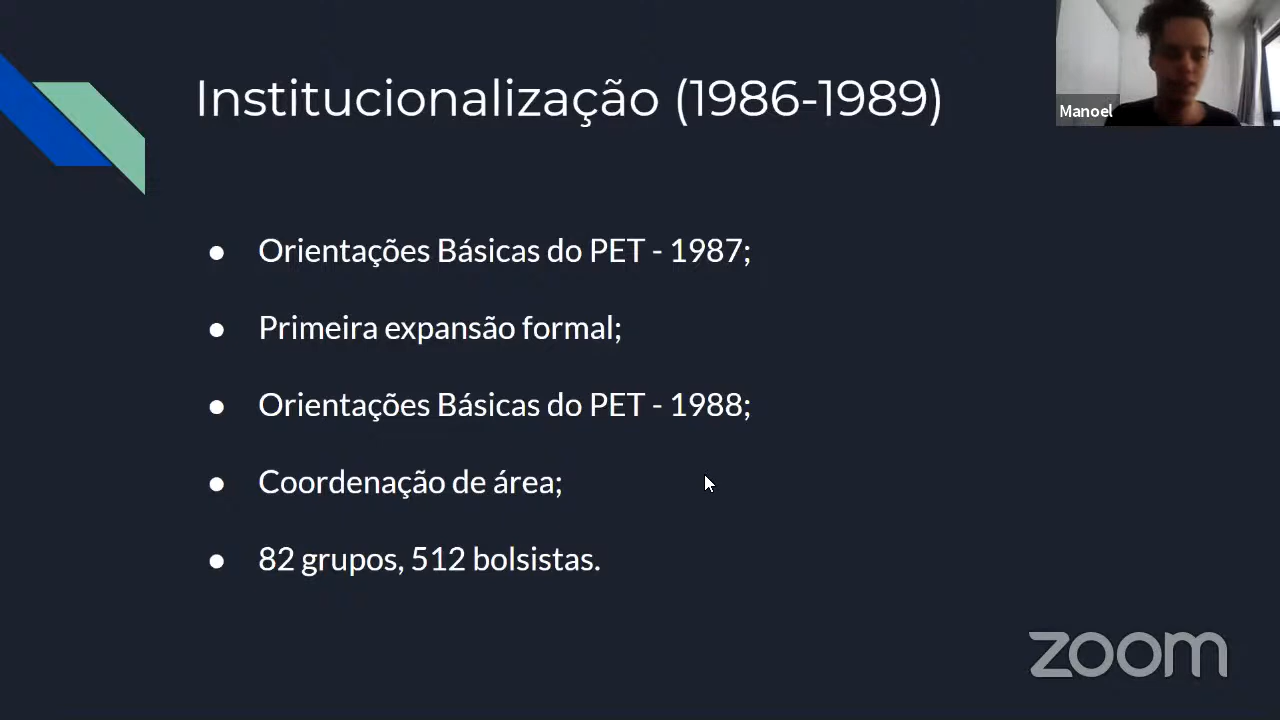 Institucionalização (1986-1989)
Manoel
● Orientações Básicas do PET - 1987;
● Primeira expansão formal;
● Orientações Básicas do PET - 1988;
● Coordenação de área;
● 82 grupos, 512 bolsistas.
zoom